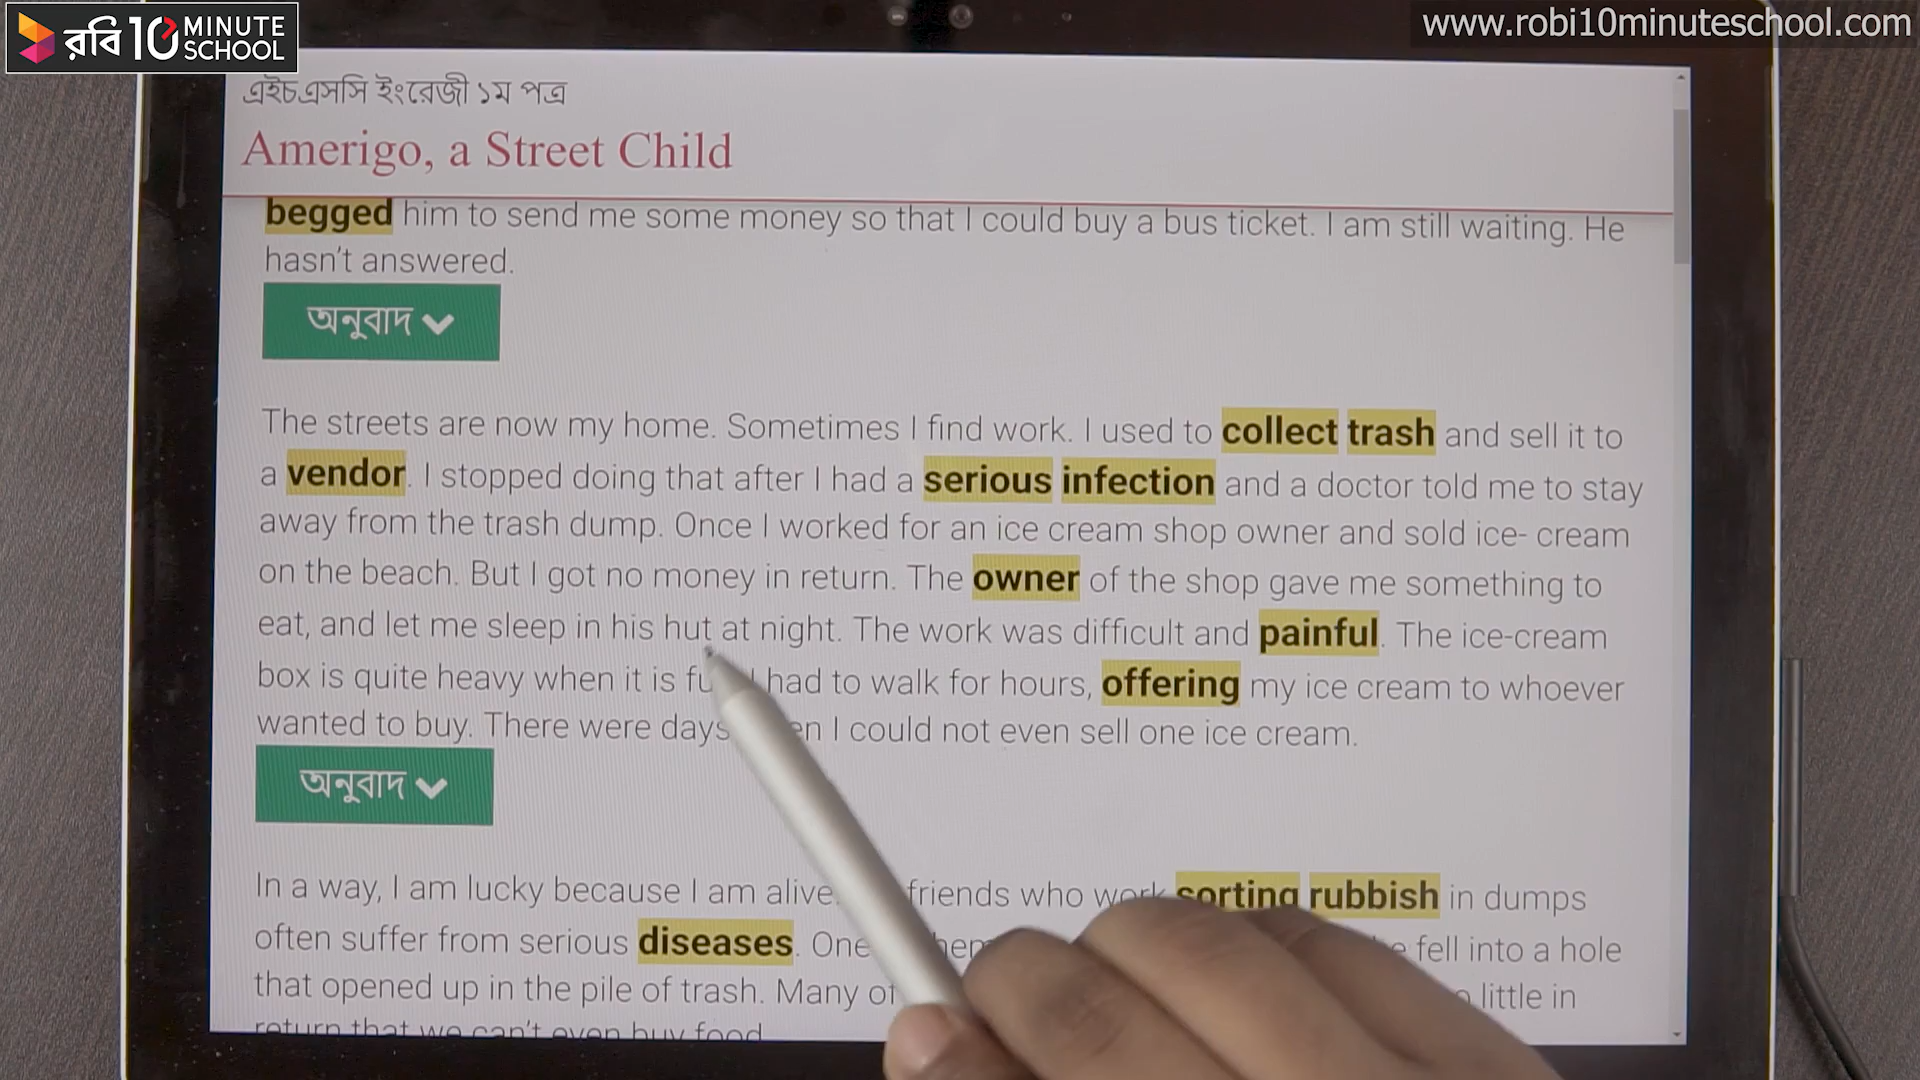 রবি 10 MINUTE SCHOOL
www.robi10minuteschool.com
এইচএসসি ইংরেজী ১ম পত্র
Amerigo, a Street Child
begged him to send me some money so that I could buy a bus ticket. I am still waiting. He
hasn't answered.
অনুবাদ
The streets are now my home. Sometimes I find work. I used to collect trash and sell it to
a vendor. I stopped doing that after I had a serious infection and a doctor told me to stay
away from the trash dump. Once I worked for an ice cream shop owner and sold ice- cream
on the beach. But I got no money in return. The owner of the shop gave me something to
eat, and let me sleep in his hut at night. The work was difficult and painful. The ice-cream
box is quite heavy when it is had to walk for hours, offering my ice cream to whoever
wanted to buy. There were days I could not even sell one ice cream.
অনুবাদ
In a way, I am lucky because I am alive friends who work sorting rubbish in dumps
often suffer from serious diseases. One fell into a hole
that opened up in the pile of trash. Many of little in
return that we can't even buy food